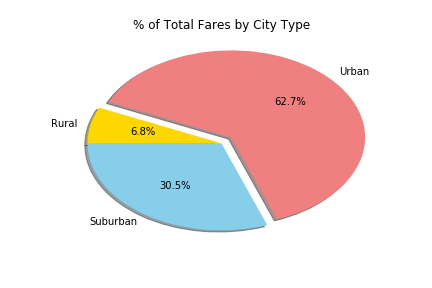 % of Total Fares by City Type
Urban
62.7%
Rural
6.8%
30.5%
Suburban